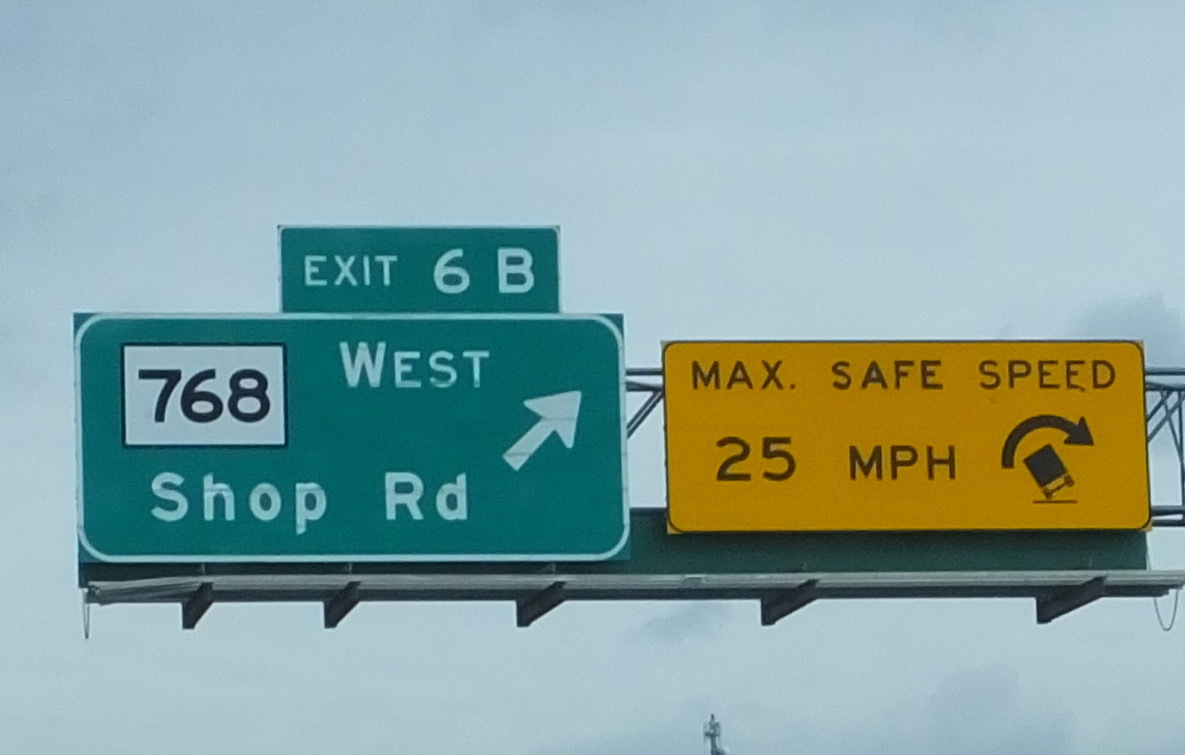 EXIT 6 B
768 WEST
Shop Rd
MAX. SAFE SPEED
25 MPH